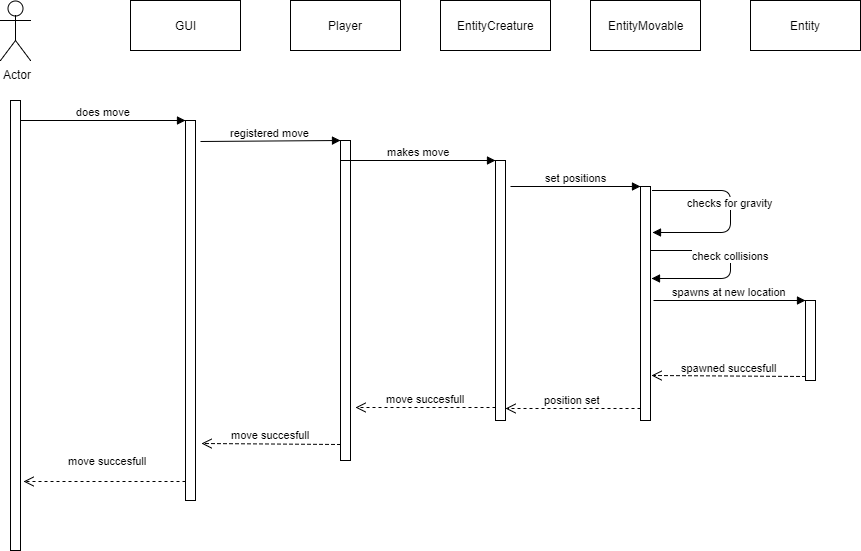 GUI
Player
EntityCreature
EntityMovable
Entity
Actor
does move
registered move
makes move
set positions
checks for gravity
check collisions
spawns at new location
spawned succesfull
position set
move succesfull
move succesfull
move succesfull